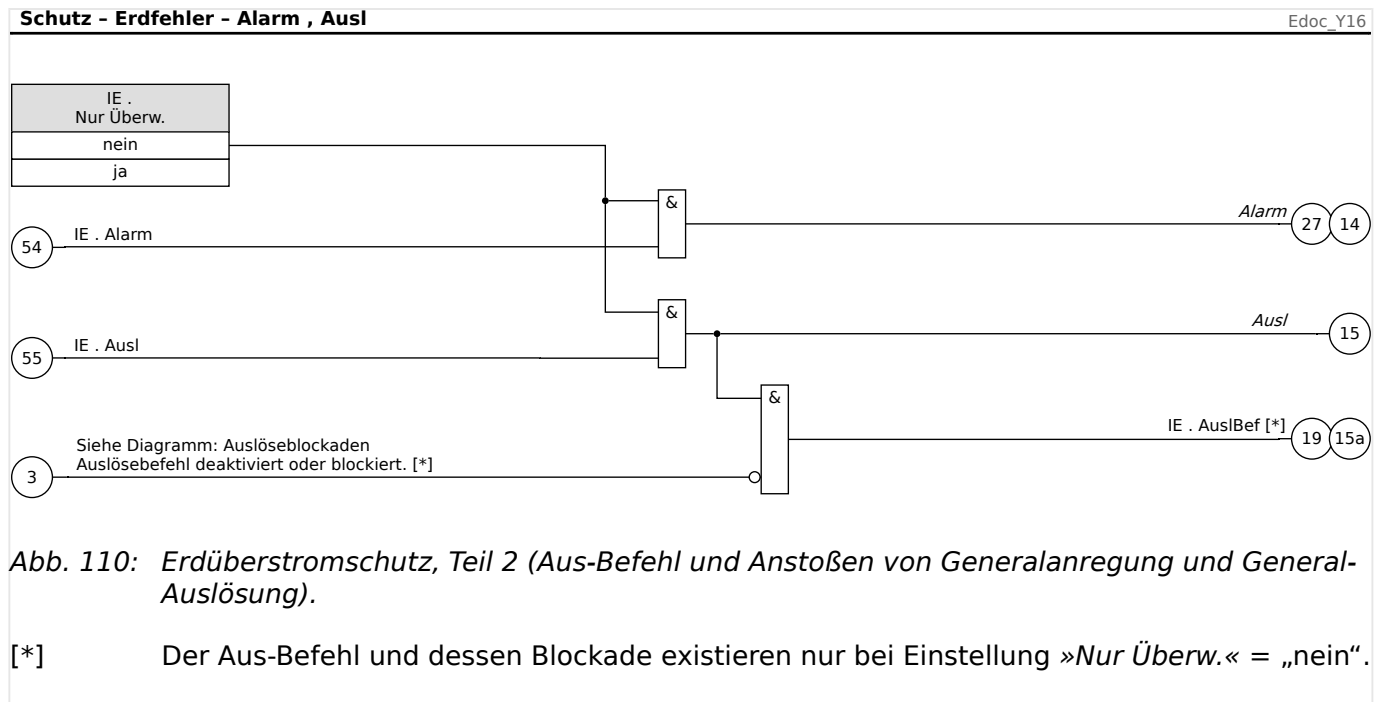 Schutz – Erdfehler – Alarm , Ausl
Edoc_Y16
IE .
Nur Überw.
nein
ja
&
Alarm
27
14
54
IE . Alarm
&
Ausl
15
55
IE . Ausl
&
IE . AuslBef [*]
19
15a
Siehe Diagramm: Auslöseblockaden
Auslösebefehl deaktiviert oder blockiert. [*]
3
Abb. 110: Erdüberstromschutz, Teil 2 (Aus-Befehl und Anstoßen von Generalanregung und General-
Auslösung).
[*] Der Aus-Befehl und dessen Blockade existieren nur bei Einstellung »Nur Überw.« = „nein“.